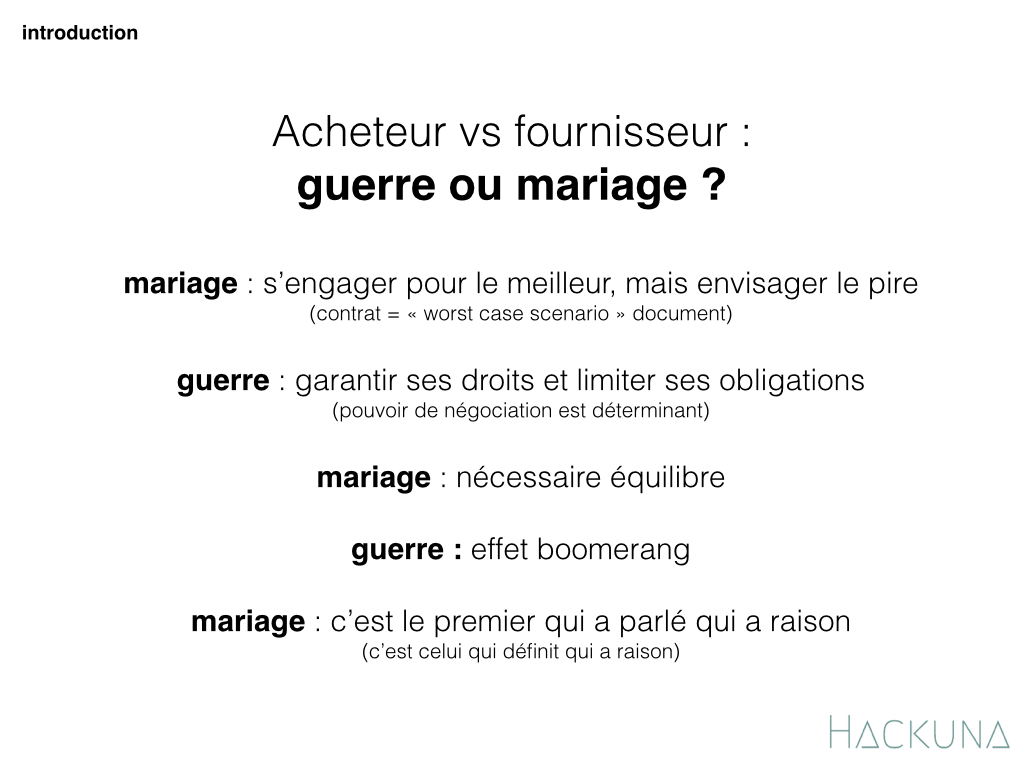 introduction
Acheteur vs fournisseur :
guerre ou mariage ?
mariage : s’engager pour le meilleur, mais envisager le pire
(contrat = « worst case scenario » document)
guerre : garantir ses droits et limiter ses obligations
(pouvoir de négociation est déterminant)
mariage : nécessaire équilibre
guerre : effet boomerang
mariage : c’est le premier qui a parlé qui a raison
(c’est celui qui définit qui a raison)
HACKUNA